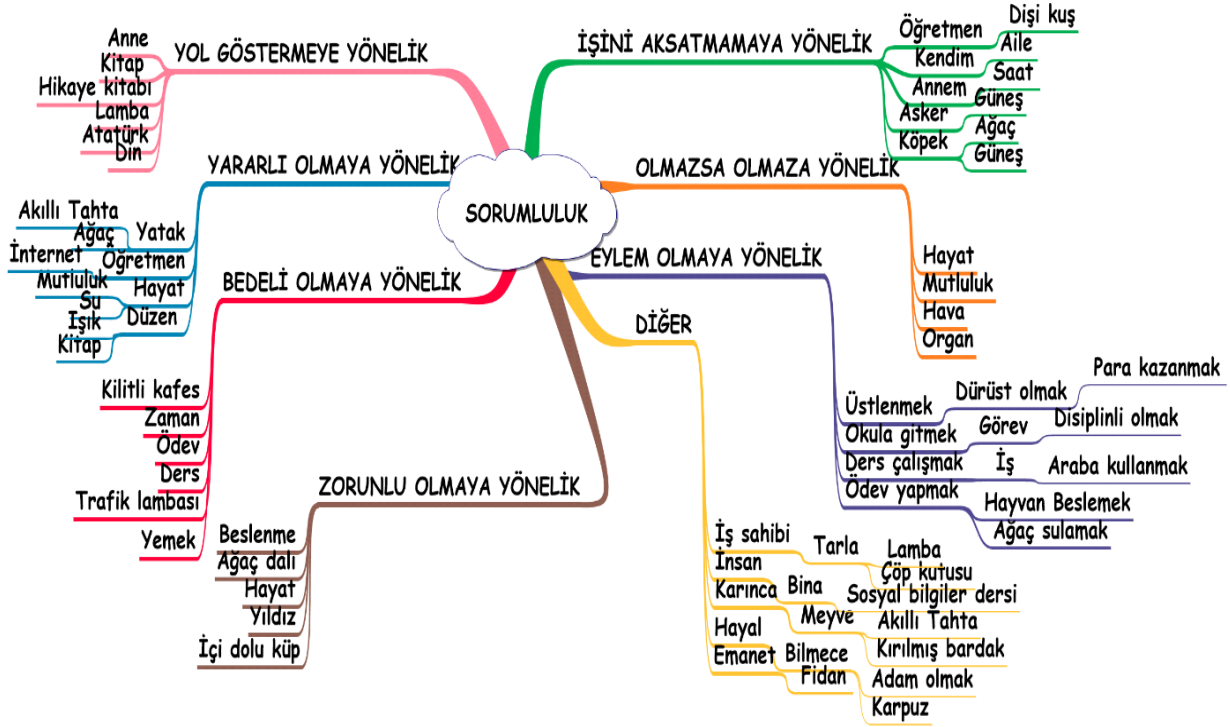 SORUMLULUK
YOL GÖSTERMEYE YÖNELİK
Anne
Kitap
Hikaye kitabı
Lamba
Atatürk
Din
YARARLI OLMAYA YÖNELİK
Yatak
Akıllı Tahta
Ağaç
Öğretmen
İnternet
Hayat
Mutluluk
Su
Düzen
Işık
Kitap
BEDELİ OLMAYA YÖNELİK
Kilitli kafes
Zaman
Ödev
Ders
Trafik lambası
Yemek
ZORUNLU OLMAYA YÖNELİK
Beslenme
Ağaç dalı
Hayat
Yıldız
İçi dolu küp
İŞİNİ AKSATMAMAYA YÖNELİK
Öğretmen
Dişi kuş
Kendim
Aile
Annem
Saat
Asker
Güneş
Köpek
Ağaç
Güneş
OLMAZSA OLMAZA YÖNELİK
Hayat
Mutluluk
Hava
Organ
EYLEM OLMAYA YÖNELİK
Üstlenmek
Dürüst olmak
Para kazanmak
Okula gitmek
Görev
Disiplinli olmak
Ders çalışmak
İş
Araba kullanmak
Ödev yapmak
Hayvan Beslemek
Ağaç sulamak
DİĞER
İş sahibi
Tarla
Lamba
Çöp kutusu
İnsan
Bina
Sosyal bilgiler dersi
Karınca
Meyve
Akıllı Tahta
Kırılmış bardak
Hayal
Bilmece
Adam olmak
Karpuz
Emanet
Fidan